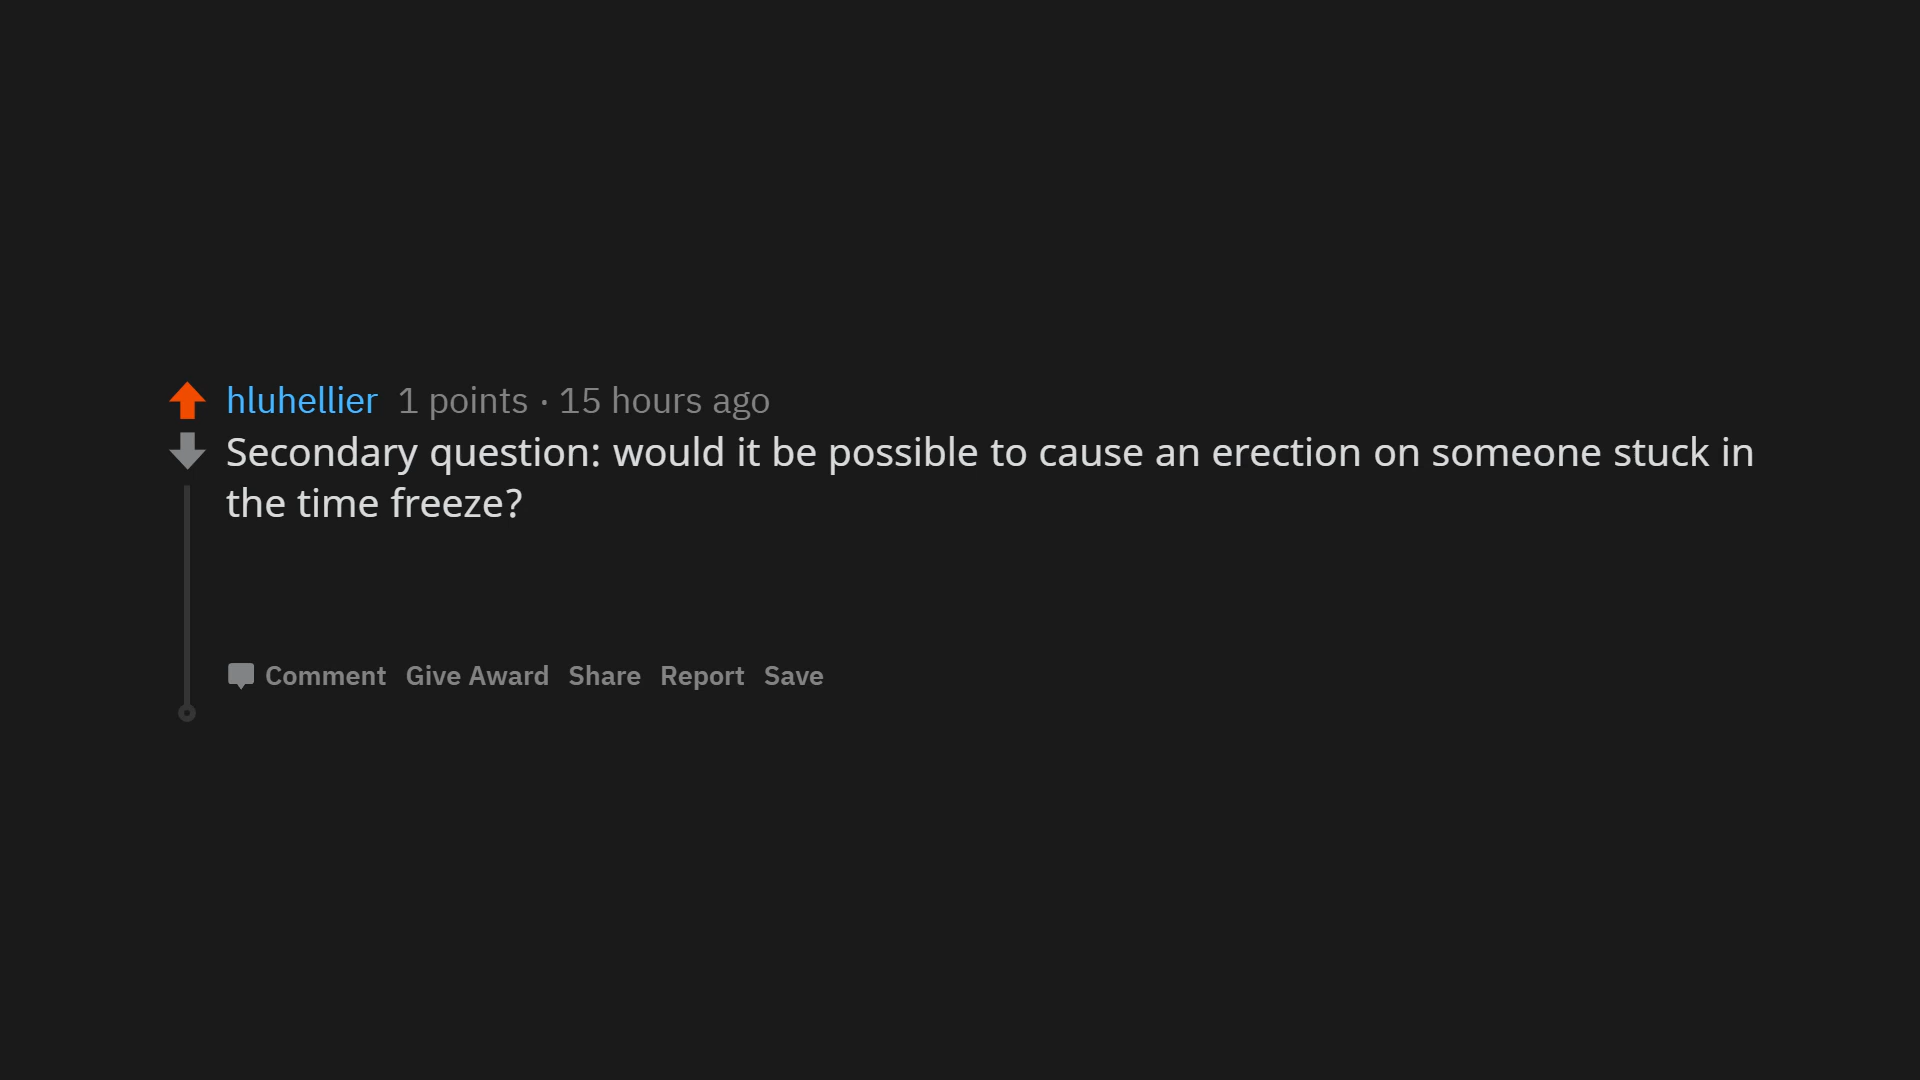 hluhellier 1 points · 15 hours ago
Secondary question: would it be possible to cause an erection on someone stuck in
the time freeze?
Comment Give Award Share Report Save